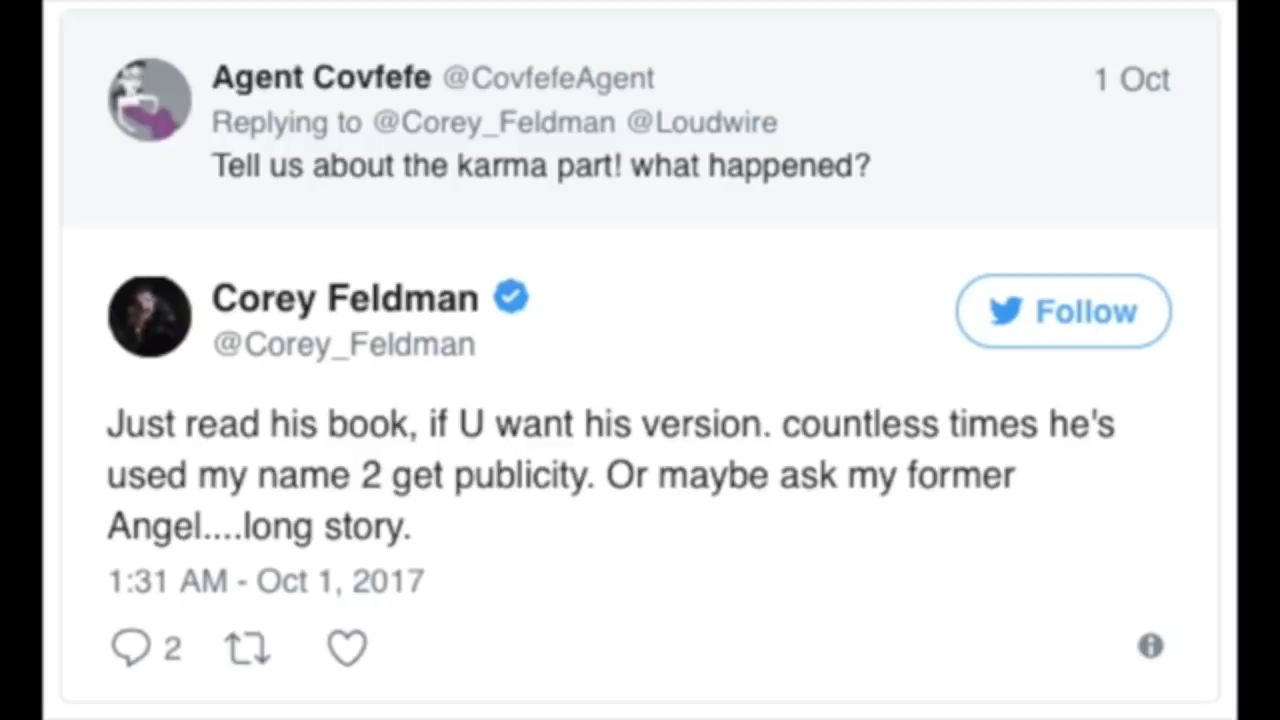 Agent Covfefe @CovfefeAgent 1 Oct
Replying to @Corey_Feldman @Loudwire
Tell us about the karma part! what happened?
Corey Feldman
Follow
@Corey_Feldman
Just read his book, if U want his version. countless times he's
used my name 2 get publicity. Or maybe ask my former
Angel....long story.
1:31 AM - Oct 1, 2017
2